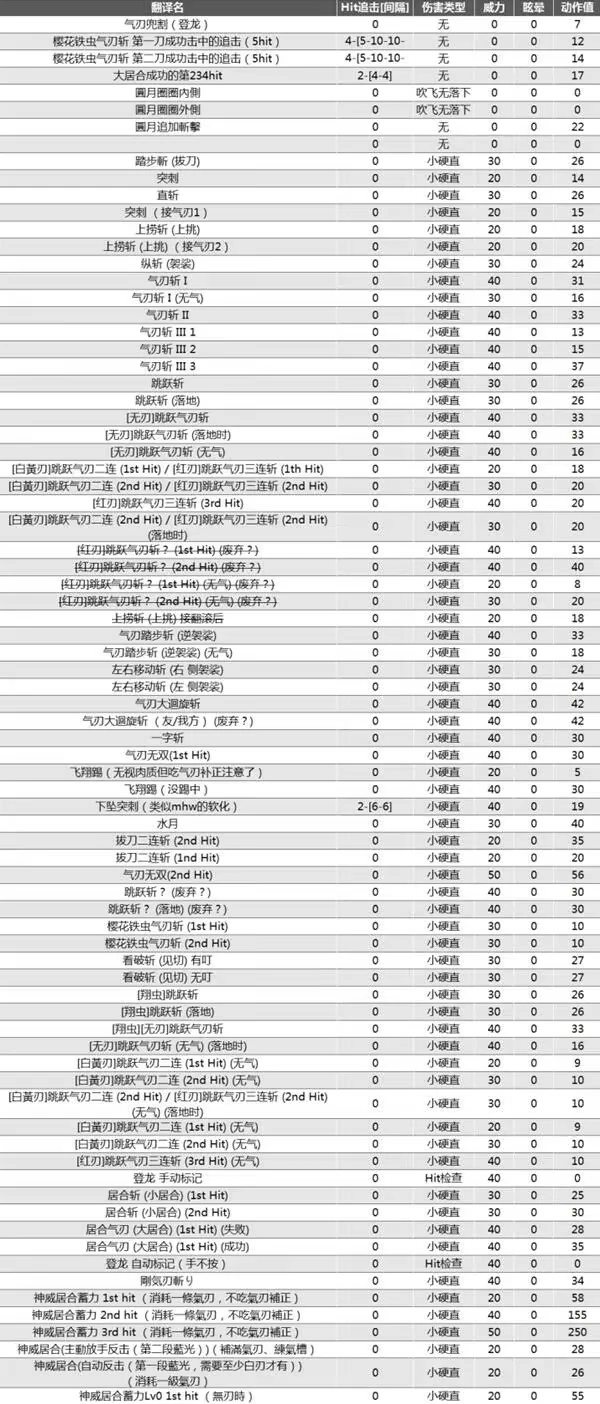 翻译名 Hit追击[间隔] 伤害类型 威力 眩晕 动作值
气刃兜割（登龙） 0 无 0 0 7
樱花铁虫气刃斩 第一刀成功击中的追击（5hit） 4-[5-10-10- 无 0 0 12
樱花铁虫气刃斩 第二刀成功击中的追击（5hit） 4-[5-10-10- 无 0 0 14
大居合成功的第234hit 2-[4-4] 无 0 0 17
圓月圈圈內側 0 吹飞无落下 0 0 0
圓月圈圈外側 0 吹飞无落下 0 0 0
圓月追加斬擊 0 无 0 0 22
0 无 0 0 0
踏步斬 (拔刀) 0 小硬直 30 0 26
突刺 0 小硬直 20 0 14
直斩 0 小硬直 30 0 26
突刺 （接气刃1） 0 小硬直 20 0 15
上捞斩 (上挑) 0 小硬直 20 0 18
上捞斩 (上挑) （接气刃2） 0 小硬直 20 0 20
纵斩 (袈裟) 0 小硬直 30 0 24
气刃斩 I 0 小硬直 40 0 31
气刃斩 I (无气) 0 小硬直 30 0 16
气刃斩 II 0 小硬直 40 0 33
气刃斩 III 1 0 小硬直 40 0 13
气刃斩 III 2 0 小硬直 40 0 15
气刃斩 III 3 0 小硬直 40 0 37
跳跃斩 0 小硬直 30 0 26
跳跃斩 (落地) 0 小硬直 30 0 26
[无刃]跳跃气刃斩 0 小硬直 40 0 33
[无刃]跳跃气刃斩 (落地时) 0 小硬直 40 0 33
[无刃]跳跃气刃斩 (无气) 0 小硬直 40 0 16
[白黃刃]跳跃气刃二连 (1st Hit) / [红刃]跳跃气刃三连斩 (1th Hit) 0 小硬直 20 0 18
[白黃刃]跳跃气刃二连 (2nd Hit) / [红刃]跳跃气刃三连斩 (2nd Hit) 0 小硬直 30 0 20
[红刃]跳跃气刃三连斩 (3rd Hit) 0 小硬直 40 0 20
[白黃刃]跳跃气刃二连 (2nd Hit) / [红刃]跳跃气刃三连斩 (2nd Hit)
(落地时) 0 小硬直 30 0 20
[红刃]跳跃气刃斩？ (1st Hit) (废弃？) 0 小硬直 40 0 13
[红刃]跳跃气刃斩？ (2nd Hit) (废弃？) 0 小硬直 40 0 40
[红刃]跳跃气刃斩？ (1st Hit) (无气) (废弃？) 0 小硬直 20 0 8
[红刃]跳跃气刃斩？ (2nd Hit) (无气) (废弃？) 0 小硬直 30 0 20
上捞斩 (上挑) 接翻滚后 0 小硬直 20 0 18
气刃踏步斩 (逆袈裟) 0 小硬直 40 0 33
气刃踏步斩 (逆袈裟) (无气) 0 小硬直 30 0 18
左右移动斩 (右 侧袈裟) 0 小硬直 30 0 24
左右移动斩 (左 侧袈裟) 0 小硬直 30 0 24
气刃大迴旋斩 0 小硬直 40 0 42
气刃大迴旋斩 （友/我方） (废弃？) 0 小硬直 40 0 42
一字斩 0 小硬直 40 0 30
气刃无双(1st Hit) 0 小硬直 40 0 30
飞翔踢（无视肉质但吃气刃补正注意了） 0 小硬直 20 0 5
飞翔踢（没踢中） 0 小硬直 40 0 30
下坠突刺（类似mhw的软化） 2-[6-6] 小硬直 40 0 19
水月 0 小硬直 30 0 40
拔刀二连斩 (2nd Hit) 0 小硬直 20 0 35
拔刀二连斩 (1nd Hit) 0 小硬直 20 0 20
气刃无双(2nd Hit) 0 小硬直 50 0 56
跳跃斩？ (废弃？) 0 小硬直 40 0 30
跳跃斩？ (落地) (废弃？) 0 小硬直 40 0 30
樱花铁虫气刃斩 (1st Hit) 0 小硬直 30 0 10
樱花铁虫气刃斩 (2nd Hit) 0 小硬直 30 0 10
看破斩 (见切) 有叮 0 小硬直 30 0 27
看破斩 (见切) 无叮 0 小硬直 30 0 27
[翔虫]跳跃斩 0 小硬直 30 0 26
[翔虫]跳跃斩 (落地) 0 小硬直 30 0 26
[翔虫][无刃]跳跃气刃斩 0 小硬直 40 0 33
[无刃]跳跃气刃斩 (无气) (落地时) 0 小硬直 40 0 16
[白黃刃]跳跃气刃二连 (1st Hit) (无气) 0 小硬直 20 0 9
[白黃刃]跳跃气刃二连 (2nd Hit) (无气) 0 小硬直 30 0 10
[白黃刃]跳跃气刃二连 (2nd Hit) / [红刃]跳跃气刃三连斩 (2nd Hit)
(无气) (落地时) 0 小硬直 30 0 10
[白黃刃]跳跃气刃二连 (1st Hit) (无气) 0 小硬直 20 0 9
[白黃刃]跳跃气刃二连 (2nd Hit) (无气) 0 小硬直 30 0 10
[红刃]跳跃气刃三连斩 (3rd Hit) (无气) 0 小硬直 40 0 10
登龙 手动标记 0 Hit检查 40 0 0
居合斩 (小居合) (1st Hit) 0 小硬直 30 0 25
居合斩 (小居合) (2nd Hit) 0 小硬直 30 0 30
居合气刃 (大居合) (1st Hit) (失败) 0 小硬直 40 0 28
居合气刃 (大居合) (1st Hit) (成功) 0 小硬直 40 0 35
登龙 自动标记（手不按） 0 Hit检查 40 0 0
剛気刃斬り 0 小硬直 40 0 34
神威居合蓄力 1st hit （消耗一條氣刃，不吃氣刃補正） 0 小硬直 20 0 58
神威居合蓄力 2nd hit （消耗一條氣刃，不吃氣刃補正） 0 小硬直 40 0 155
神威居合蓄力 3rd hit （消耗一條氣刃，不吃氣刃補正） 0 小硬直 50 0 250
神威居合(主動放手反击（第二段藍光）)（補滿氣刃、練氣槽） 0 小硬直 20 0 28
神威居合(自动反击（第一段藍光，需要至少白刃才有）)
（消耗一級氣刃） 0 小硬直 20 0 26
神威居合蓄力Lv0 1st hit （無刃時） 0 小硬直 20 0 55